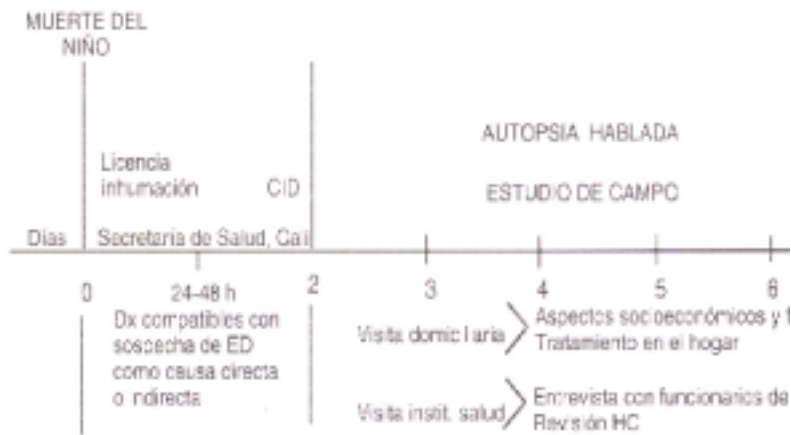 MUERTE DEL
NIÑO
Licencia
inhumación CID
AUTOPSIA HABLADA
ESTUDIO DE CAMPO
Días Secretaría de Salud, Cali
0 24-48 h 2 3 4 5 6
Dx compatibles con
sospecha de ED
como causa directa
o indirecta
Visita domiciliaria
Aspectos socioeconómicos y f
Tratamiento en el hogar
Visita instit. salud
Entrevista con funcionarios de
Revisión HC